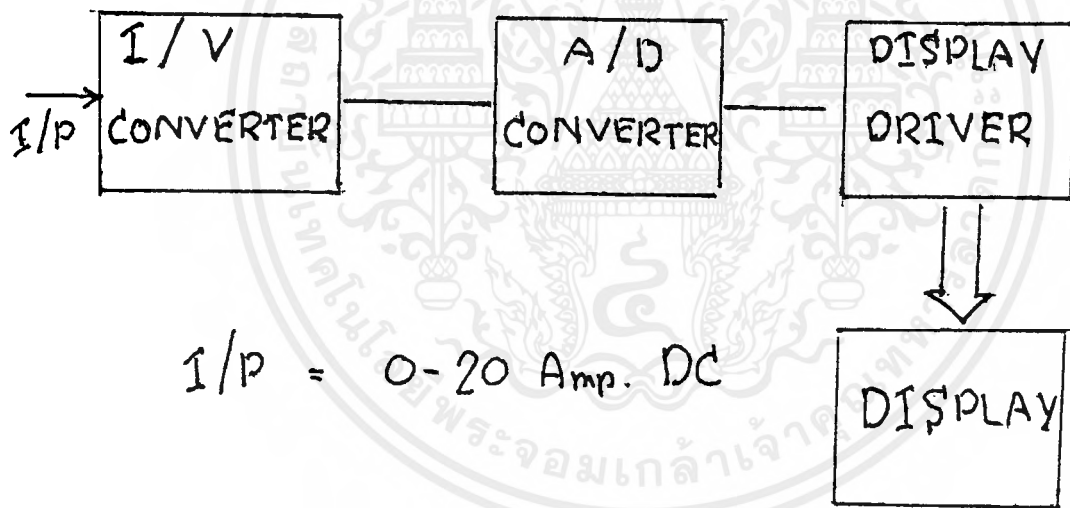 I/V
CONVERTER
A/D
CONVERTER
DISPLAY
DRIVER
I/P
I/P = 0-20 Amp. DC
DISPLAY